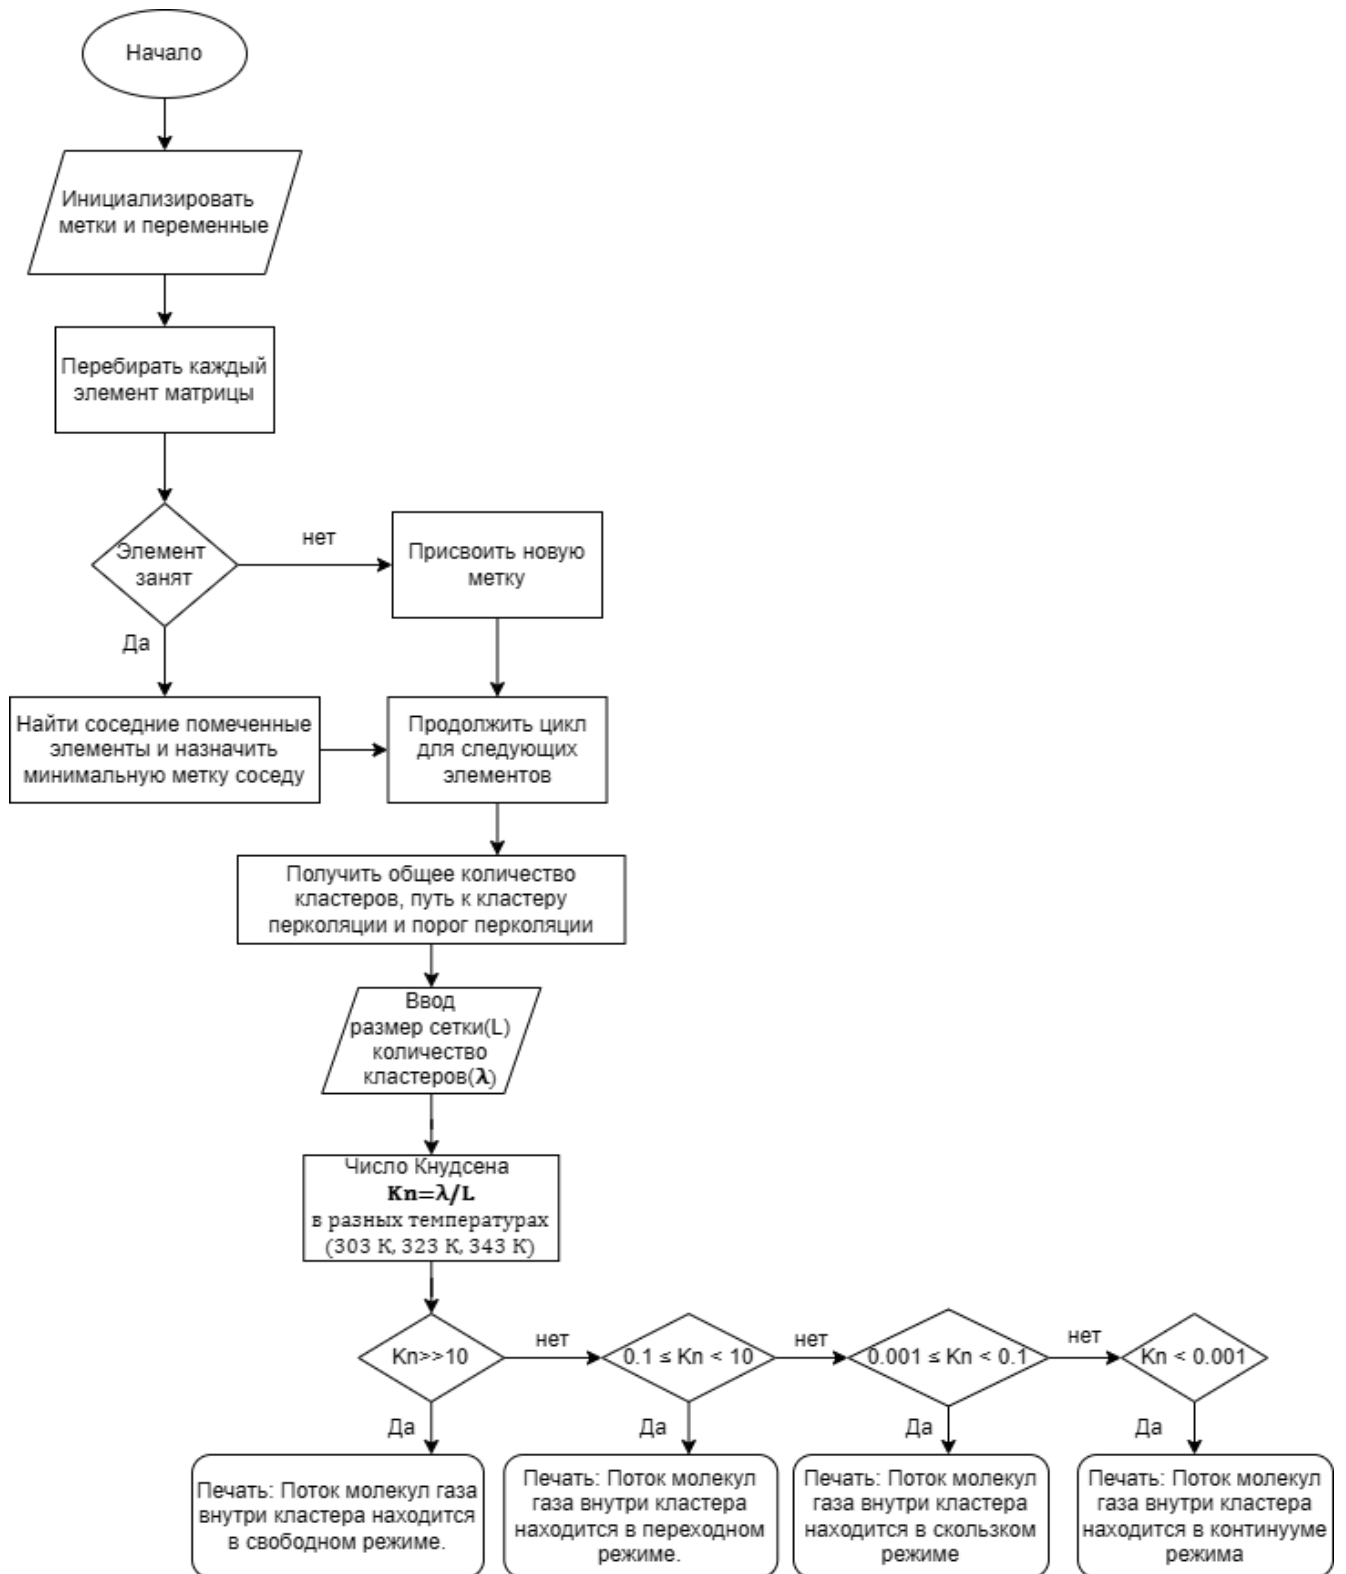 Начало
Инициализировать
метки и переменные
Перебирать каждый
элемент матрицы
Элемент
занят
нет
Присвоить новую
метку
Да
Найти соседние помеченные
элементы и назначить
минимальную метку соседу
Продолжить цикл
для следующих
элементов
Получить общее количество
кластеров, путь к кластеру
перколяции и порог перколяции
Ввод
размер сетки(L)
количество
кластеров(λ)
Число Кнудсена
Kn=λ/L
в разных температурах
(303 К, 323 К, 343 К)
Kn>>10
нет
0.1 ≤ Kn < 10
нет
0.001 ≤ Kn < 0.1
нет
Kn < 0.001
Да
Да
Да
Да
Печать: Поток молекул газа
внутри кластера находится
в свободном режиме.
Печать: Поток молекул
газа внутри кластера
находится в переходном
режиме.
Печать: Поток молекул
газа внутри кластера
находится в скользком
режиме
Печать: Поток молекул
газа внутри кластера
находится в континууме
режима